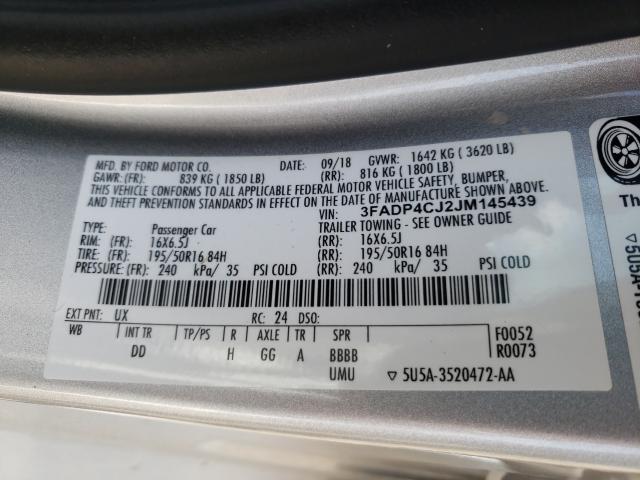 MFD. BY FORD MOTOR CO. DATE: 09/18 GVWR: 1642 KG ( 3620 LB)
GAWR: (FR): 839 KG ( 1850 LB) (RR): 816 KG ( 1800 LB)
THIS VEHICLE CONFORMS TO ALL APPLICABLE FEDERAL MOTOR VEHICLE SAFETY, BUMPER,
AND THEFT PREVENTION STANDARDS IN EFFECT ON THE DATE OF MANUFACTURE SHOWN ABOVE.
VIN: 3FADP4CJ2JM145439
TYPE: Passenger Car TRAILER TOWING - SEE OWNER GUIDE
RIM: (FR): 16X6.5J (RR): 16X6.5J
TIRE: (FR): 195/50R16 84H (RR): 195/50R16 84H
PRESSURE: (FR): 240 kPa/ 35 PSI COLD (RR): 240 kPa/ 35 PSI COLD
EXT PNT: UX RC: 24 DSO:
WB INT TR TP/PS R AXLE TR SPR F0052
DD H GG A BBBB R0073
UMU ▽ 5U5A-3520472-AA
Th